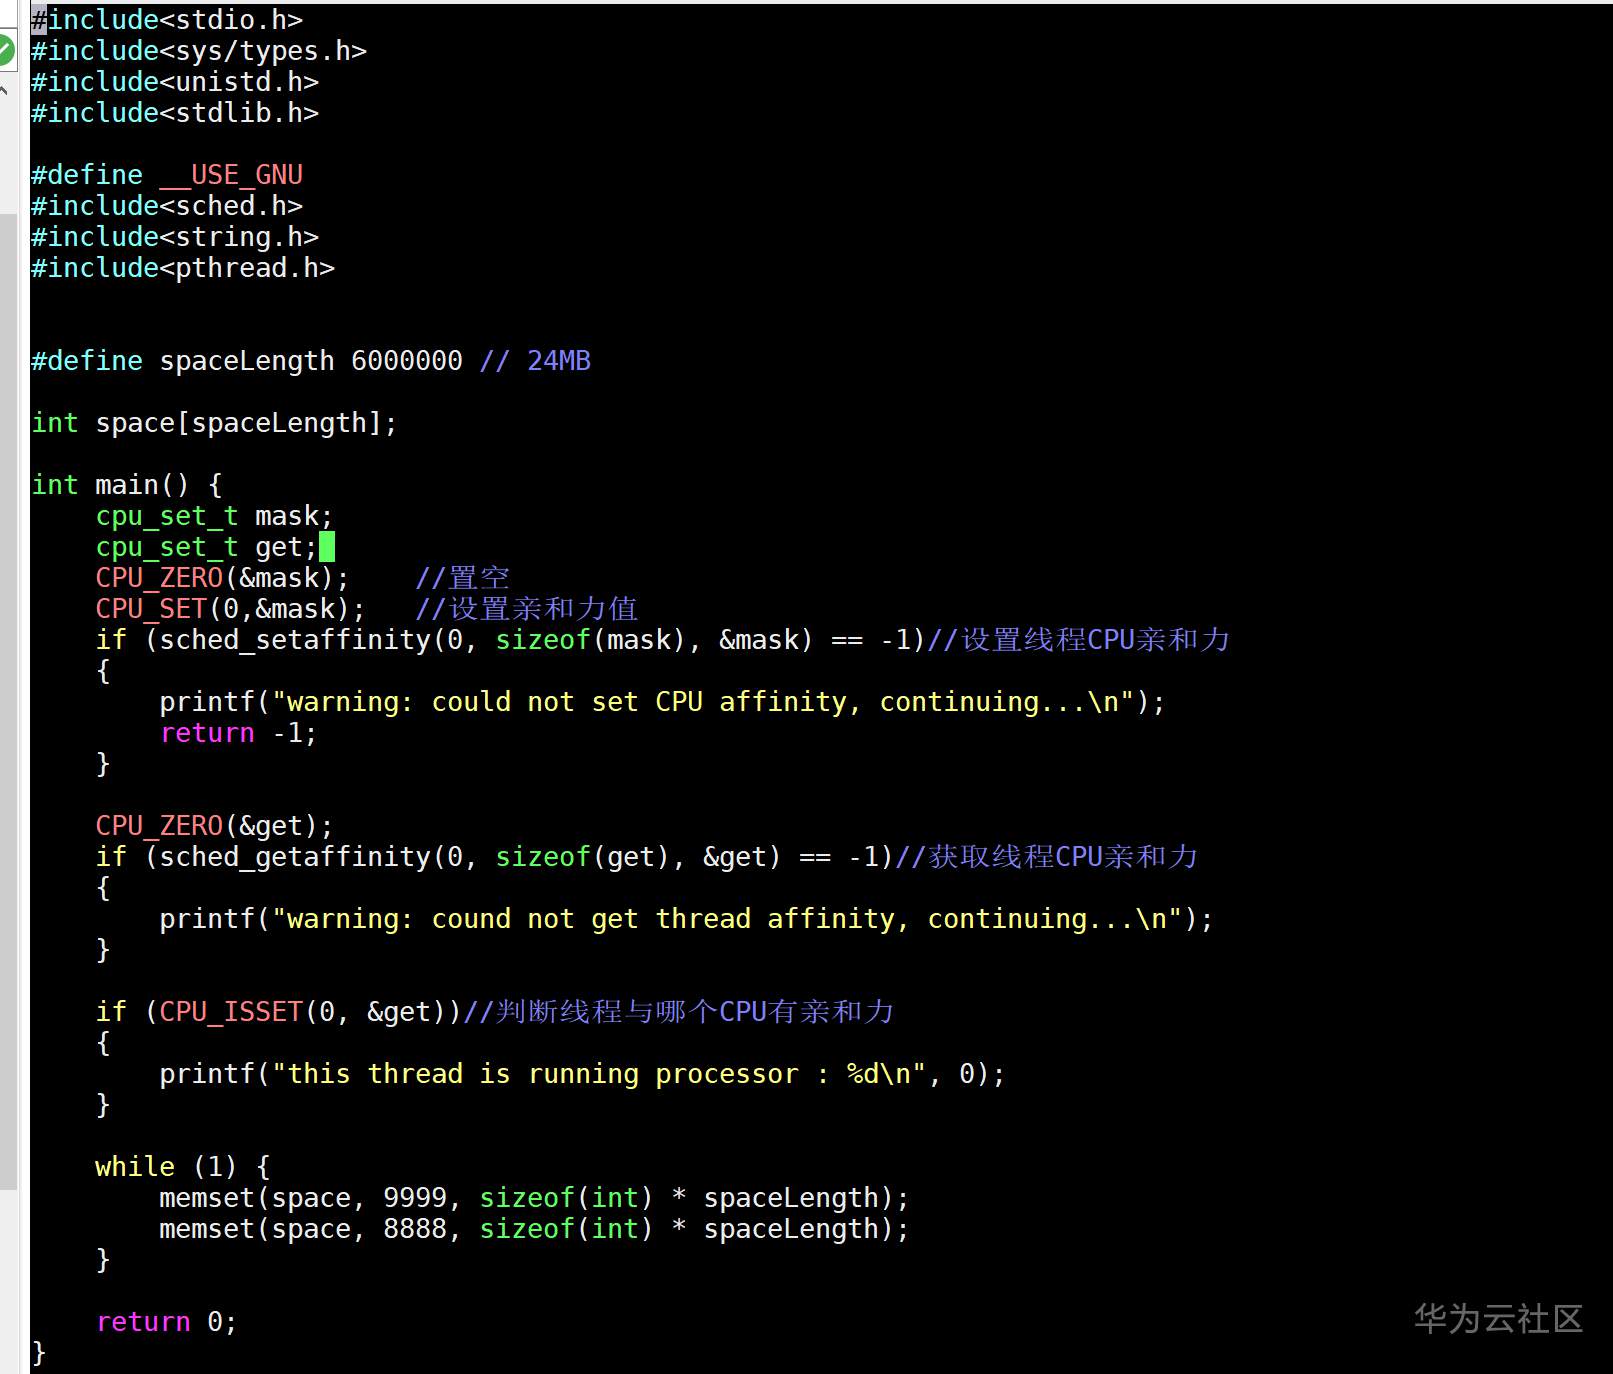 #include<stdio.h>
#include<sys/types.h>
#include<unistd.h>
#include<stdlib.h>
#define __USE_GNU
#include<sched.h>
#include<string.h>
#include<pthread.h>
#define spaceLength 6000000 // 24MB
int space[spaceLength];
int main() {
    cpu_set_t mask;
    cpu_set_t get;
    CPU_ZERO(&mask);    //置空
    CPU_SET(0,&mask);   //设置亲和力值
    if (sched_setaffinity(0, sizeof(mask), &mask) == -1)//设置线程CPU亲和力
    {
        printf("warning: could not set CPU affinity, continuing...\n");
        return -1;
    }
    CPU_ZERO(&get);
    if (sched_getaffinity(0, sizeof(get), &get) == -1)//获取线程CPU亲和力
    {
        printf("warning: cound not get thread affinity, continuing...\n");
    }
    if (CPU_ISSET(0, &get))//判断线程与哪个CPU有亲和力
    {
        printf("this thread is running processor : %d\n", 0);
    }
    while (1) {
        memset(space, 9999, sizeof(int) * spaceLength);
        memset(space, 8888, sizeof(int) * spaceLength);
    }
    return 0;
}
华为云社区